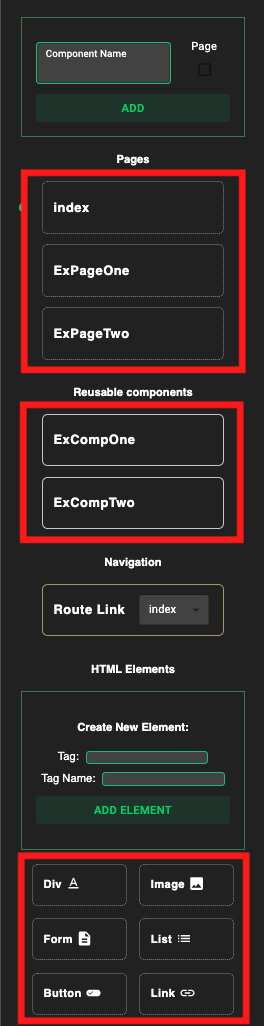 Component Name
Page
ADD
Pages
index
ExPageOne
ExPageTwo
Reusable components
ExCompOne
ExCompTwo
Navigation
Route Link index
HTML Elements
Create New Element:
Tag:
Tag Name:
ADD ELEMENT
Div Image
Form List
Button Link